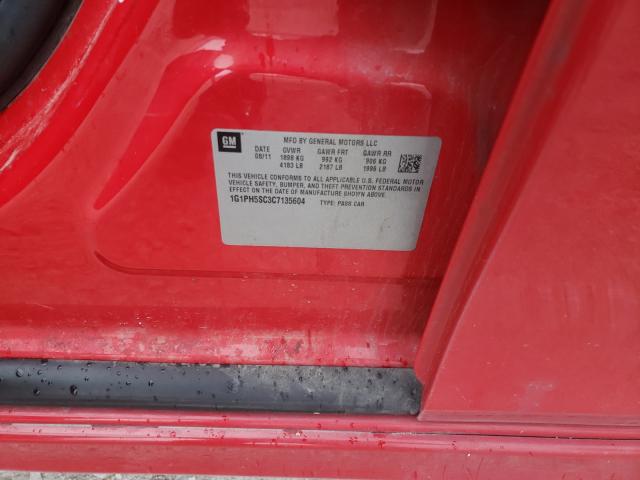 GM
MFD BY GENERAL MOTORS LLC
DATE GVWR GAWR FRT GAWR RR
08/11 1898 KG 992 KG 906 KG
4183 LB 2187 LB 1996 LB
THIS VEHICLE CONFORMS TO ALL APPLICABLE U.S. FEDERAL MOTOR
VEHICLE SAFETY, BUMPER, AND THEFT PREVENTION STANDARDS IN
EFFECT ON THE DATE OF MANUFACTURE SHOWN ABOVE.
1G1PH5SC3C7135604 TYPE: PASS CAR